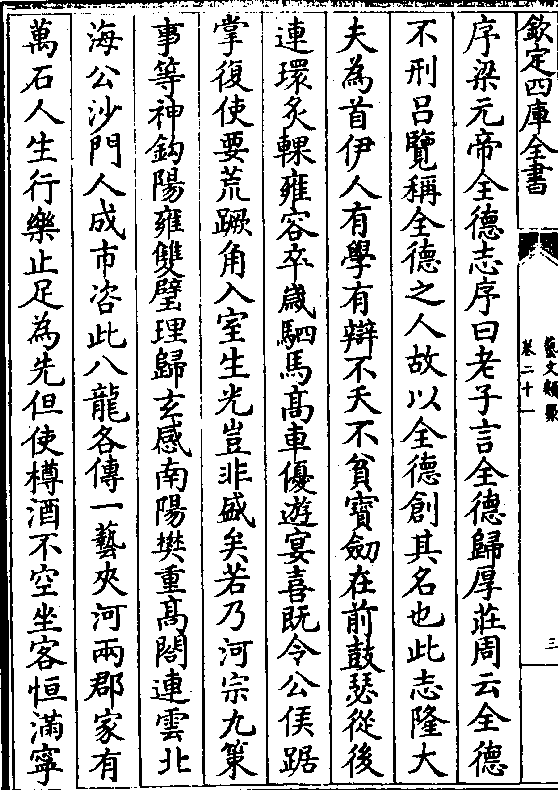 欽定四庫全書
藝文類聚
卷二十一
三
序梁元帝全德志序曰老子言全德歸厚莊周云全德
不刑吕覽稱全德之人故以全德創其名也此志隆大
夫為首伊人有學有辯不夭不貧寳劒在前鼓瑟從後
連環炙輠雍容卒歳駟馬髙車優遊宴喜既令公侯踞
掌復使要荒蹶角入室生光豈非盛矣若乃河宗九策
事等神鈎陽雍雙璧理歸玄感南陽樊重髙閣連雲北
海公沙門人成市咨此八龍各傳一藝夾河兩郡家有
萬石人生行樂止足為先但使樽酒不空坐客恒滿寧